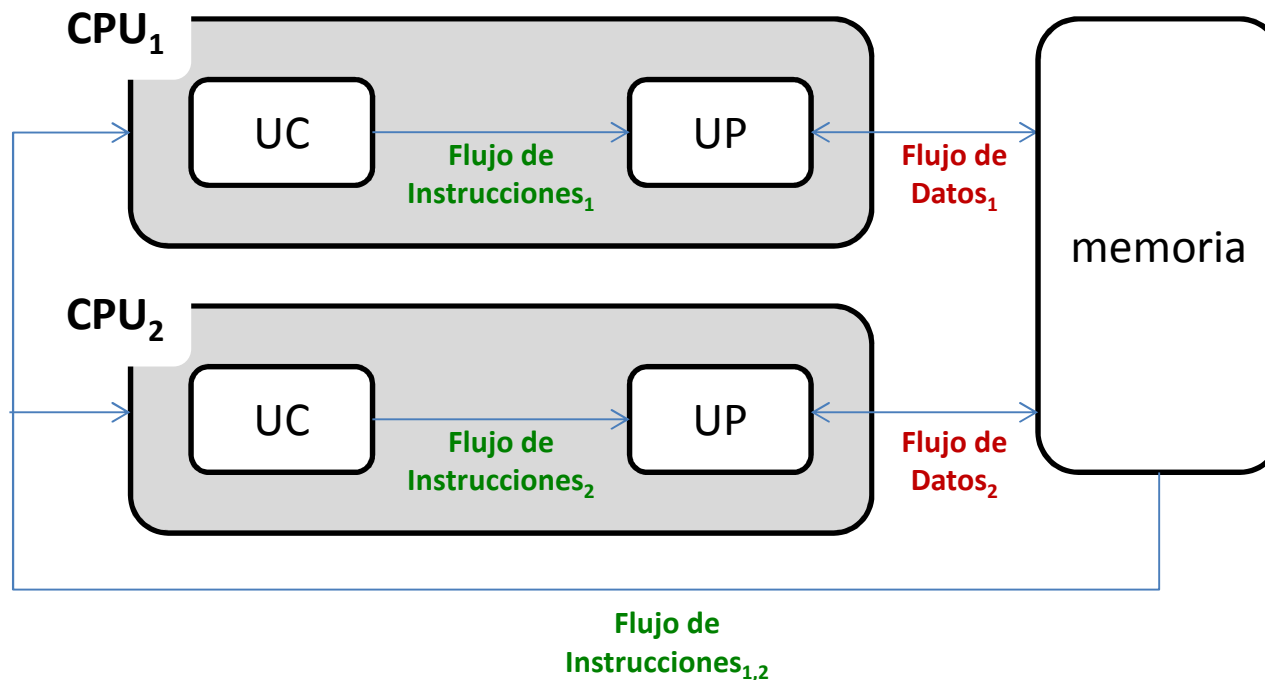 CPU₁
UC
UP
Flujo de
Instrucciones₁
Flujo de
Datos₁
memoria
CPU₂
UC
UP
Flujo de
Instrucciones₂
Flujo de
Datos₂
Flujo de
Instrucciones₁,₂